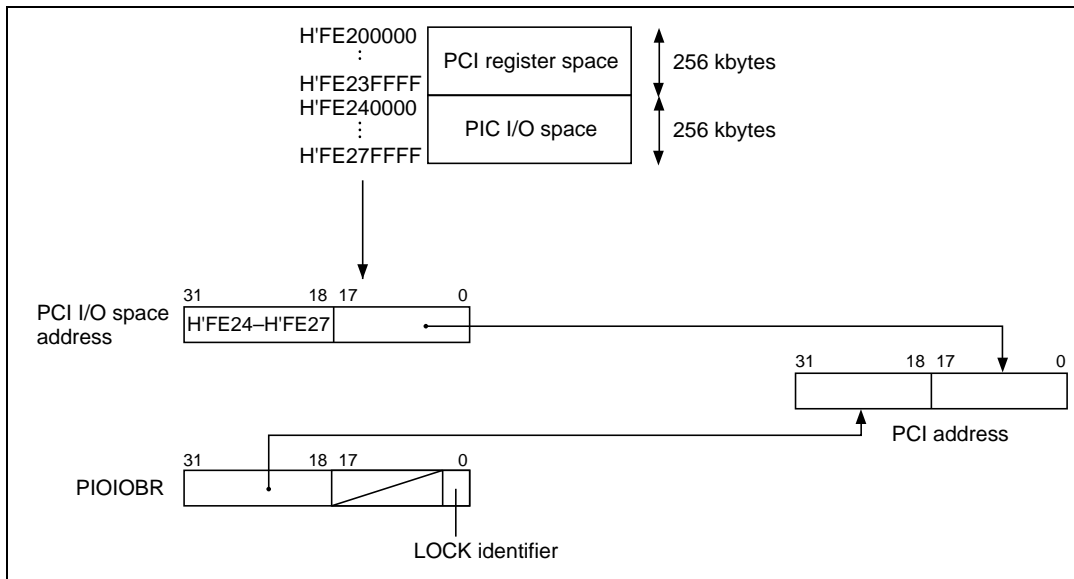 H'FE200000
⋮
H'FE23FFFF
PCI register space
256 kbytes
H'FE240000
⋮
H'FE27FFFF
PIC I/O space
256 kbytes
31 18 17 0
PCI I/O space
address
H'FE24–H'FE27
31 18 17 0
PCI address
31 18 17 0
PIOIOBR
LOCK identifier